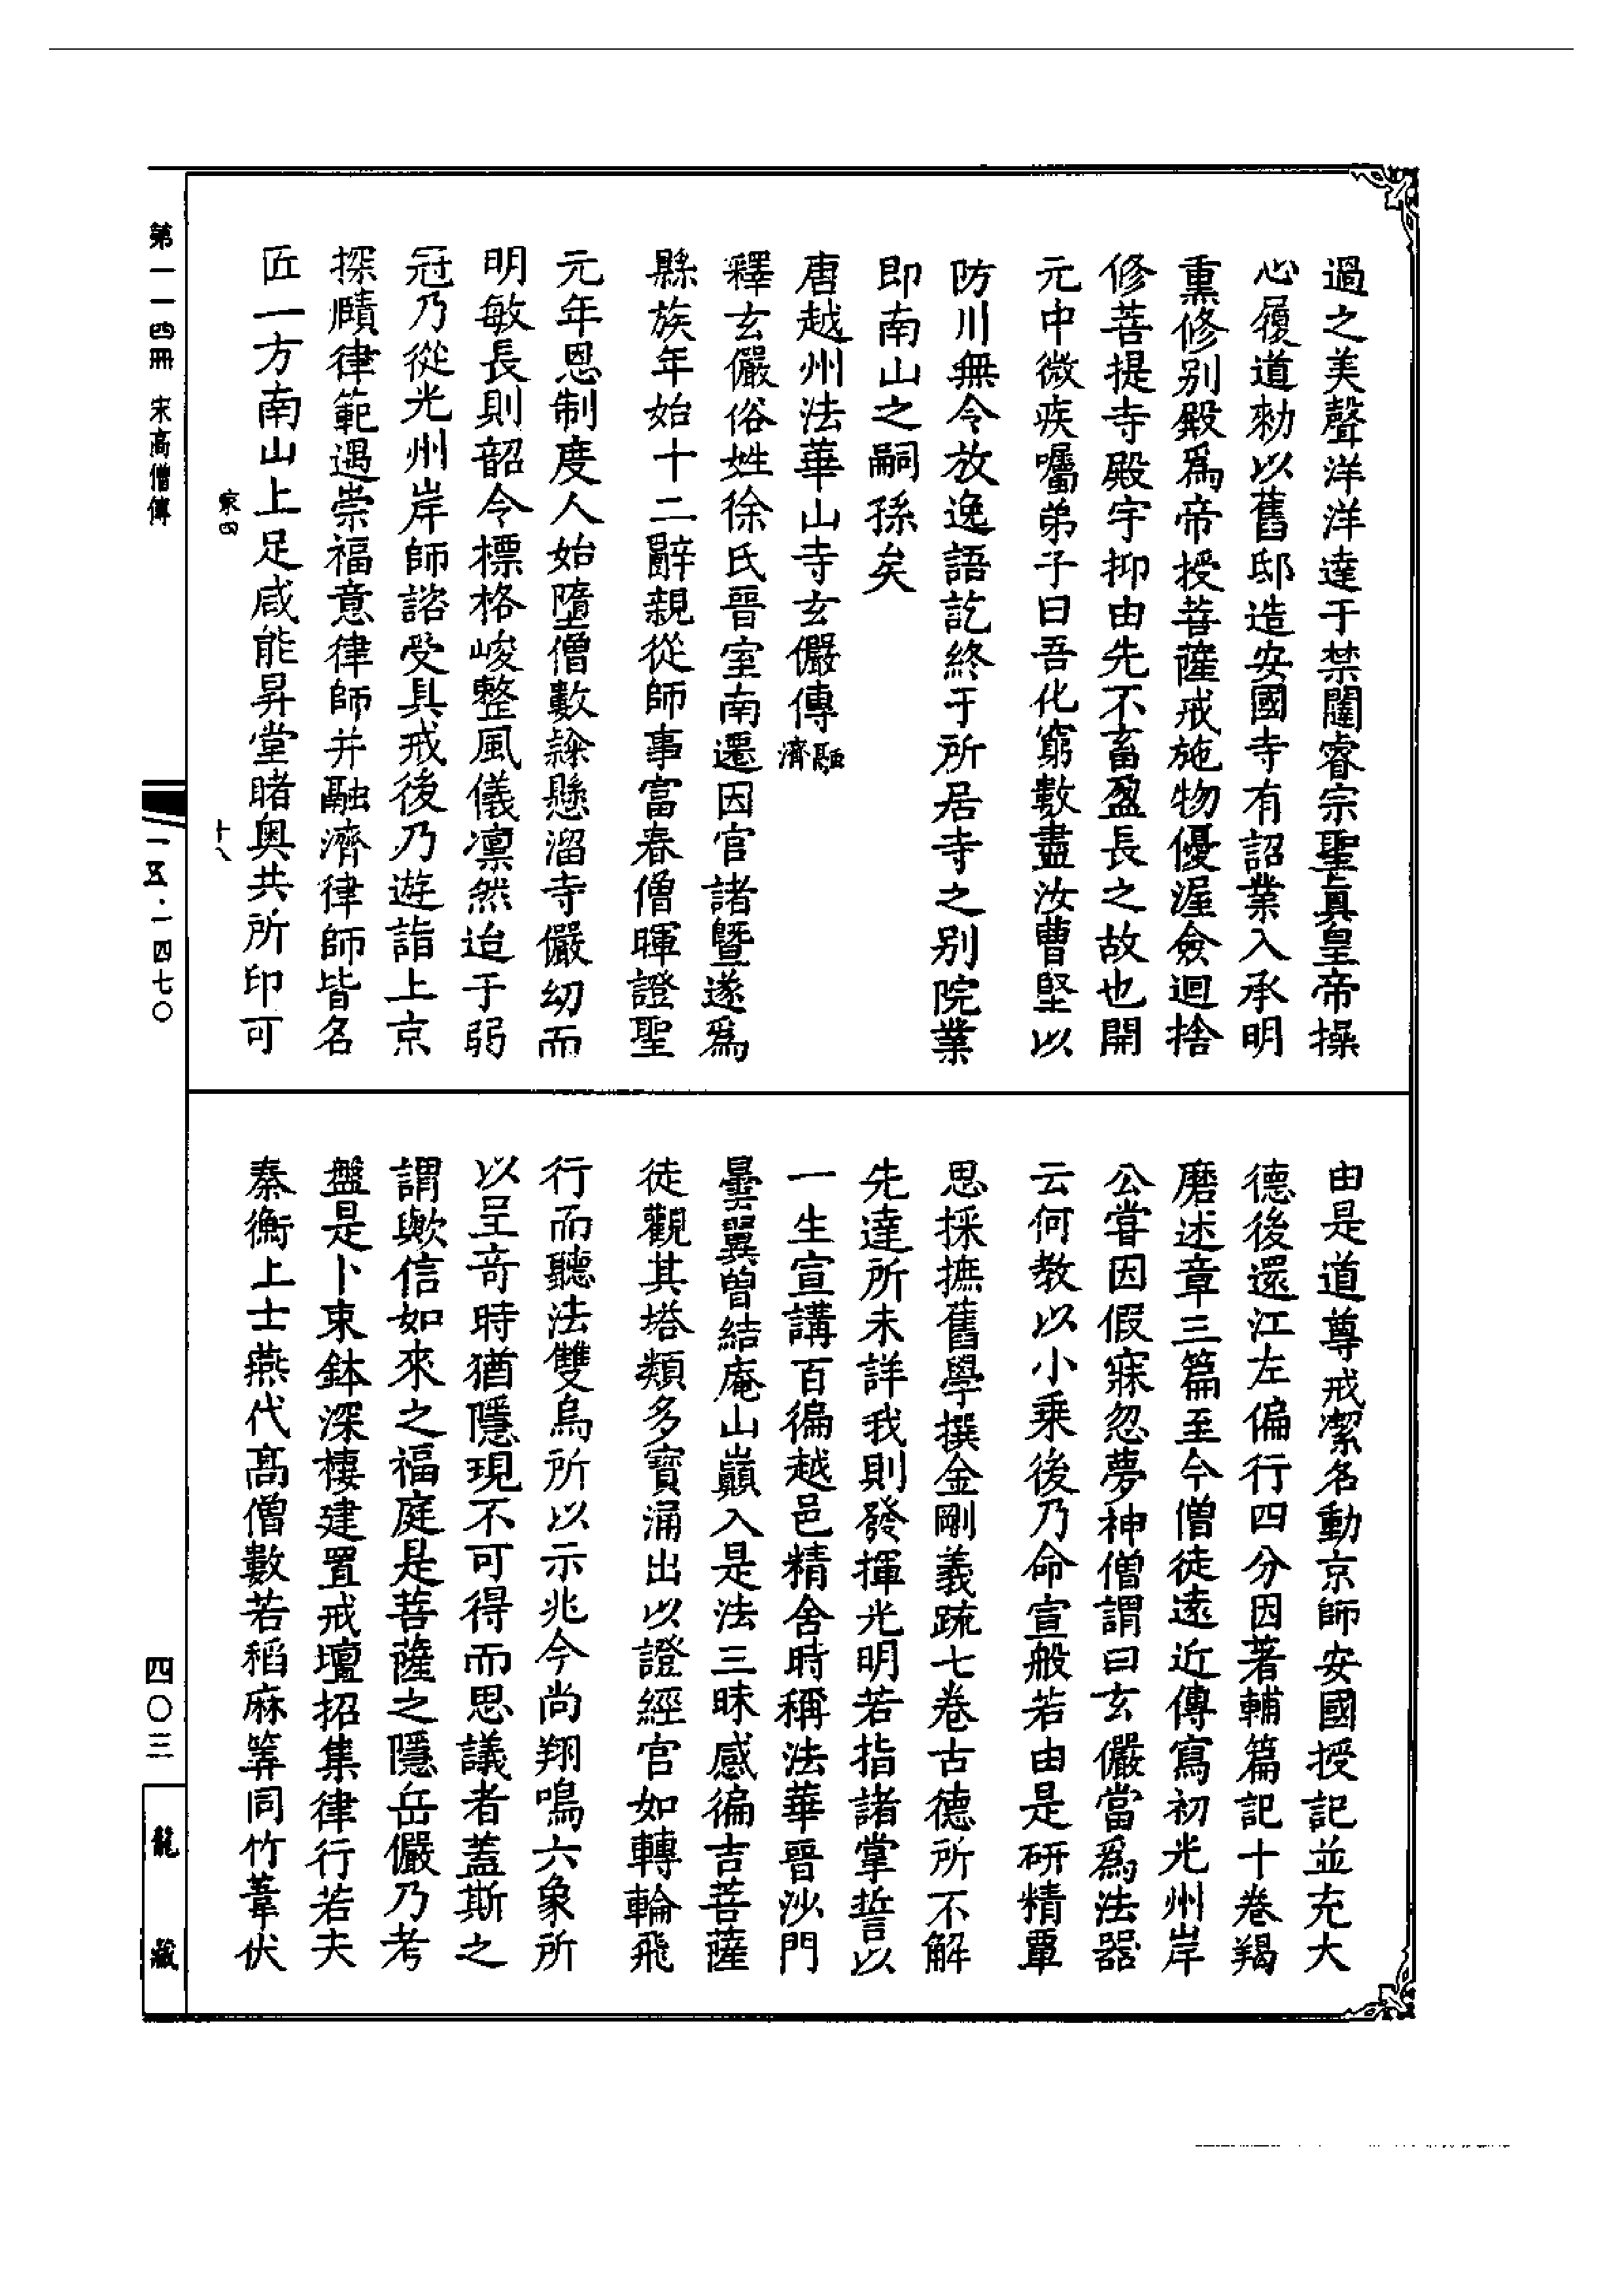 過之美聲洋洋達于禁闥睿宗聖真皇帝操
心履道勑以舊邸造安國寺有詔業入承明
熏修别殿爲帝授菩薩戒施物優渥僉迴捨
修菩提寺殿宇抑由先不畜盈長之故也開
元中微疾囑弟子曰吾化窮數盡汝曹堅以
防川無令放逸語訖終于所居寺之别院業
即南山之嗣孫矣
唐越州法華山寺玄儼傳融濟
釋玄儼俗姓徐氏晉室南遷因官諸暨遂爲
縣族年始十二辭親從師事富春僧暉證聖
元年恩制度人始墮僧數隸懸溜寺儼幼而
明敏長則韶令標格峻整風儀凛然迨于弱
冠乃從光州岸師諮受具戒後乃遊詣上京
探賾律範遇崇福意律師并融濟律師皆名
匠一方南山上足咸能昇堂睹奥共所印可
家四
十八
由是道尊戒潔名動京師安國授記並充大
德後還江左偏行四分因著輔篇記十卷羯
磨述章三篇至今僧徒遠近傳寫初光州岸
公嘗因假寐忽夢神僧謂曰玄儼當爲法器
云何教以小乘後乃命宣般若由是研精覃
思採摭舊學撰金剛義疏七卷古德所不解
先達所未詳我則發揮光明若指諸掌誓以
一生宣講百徧越邑精舍時稱法華晉沙門
曇翼曾結庵山巔入是法三昧感徧吉菩薩
徒觀其塔類多寶涌出以證經官如轉輪飛
行而聽法雙烏所以示兆今尚翔鳴六象所
以呈奇時猶隱現不可得而思議者蓋斯之
謂歟信如來之福庭是菩薩之隱岳儼乃考
盤是卜束鉢深棲建置戒壇招集律行若夫
秦衡上士燕代高僧數若稻麻筭同竹葦伏
第一一四冊 宋高僧傳
一五·一四七〇
四〇三
龍藏